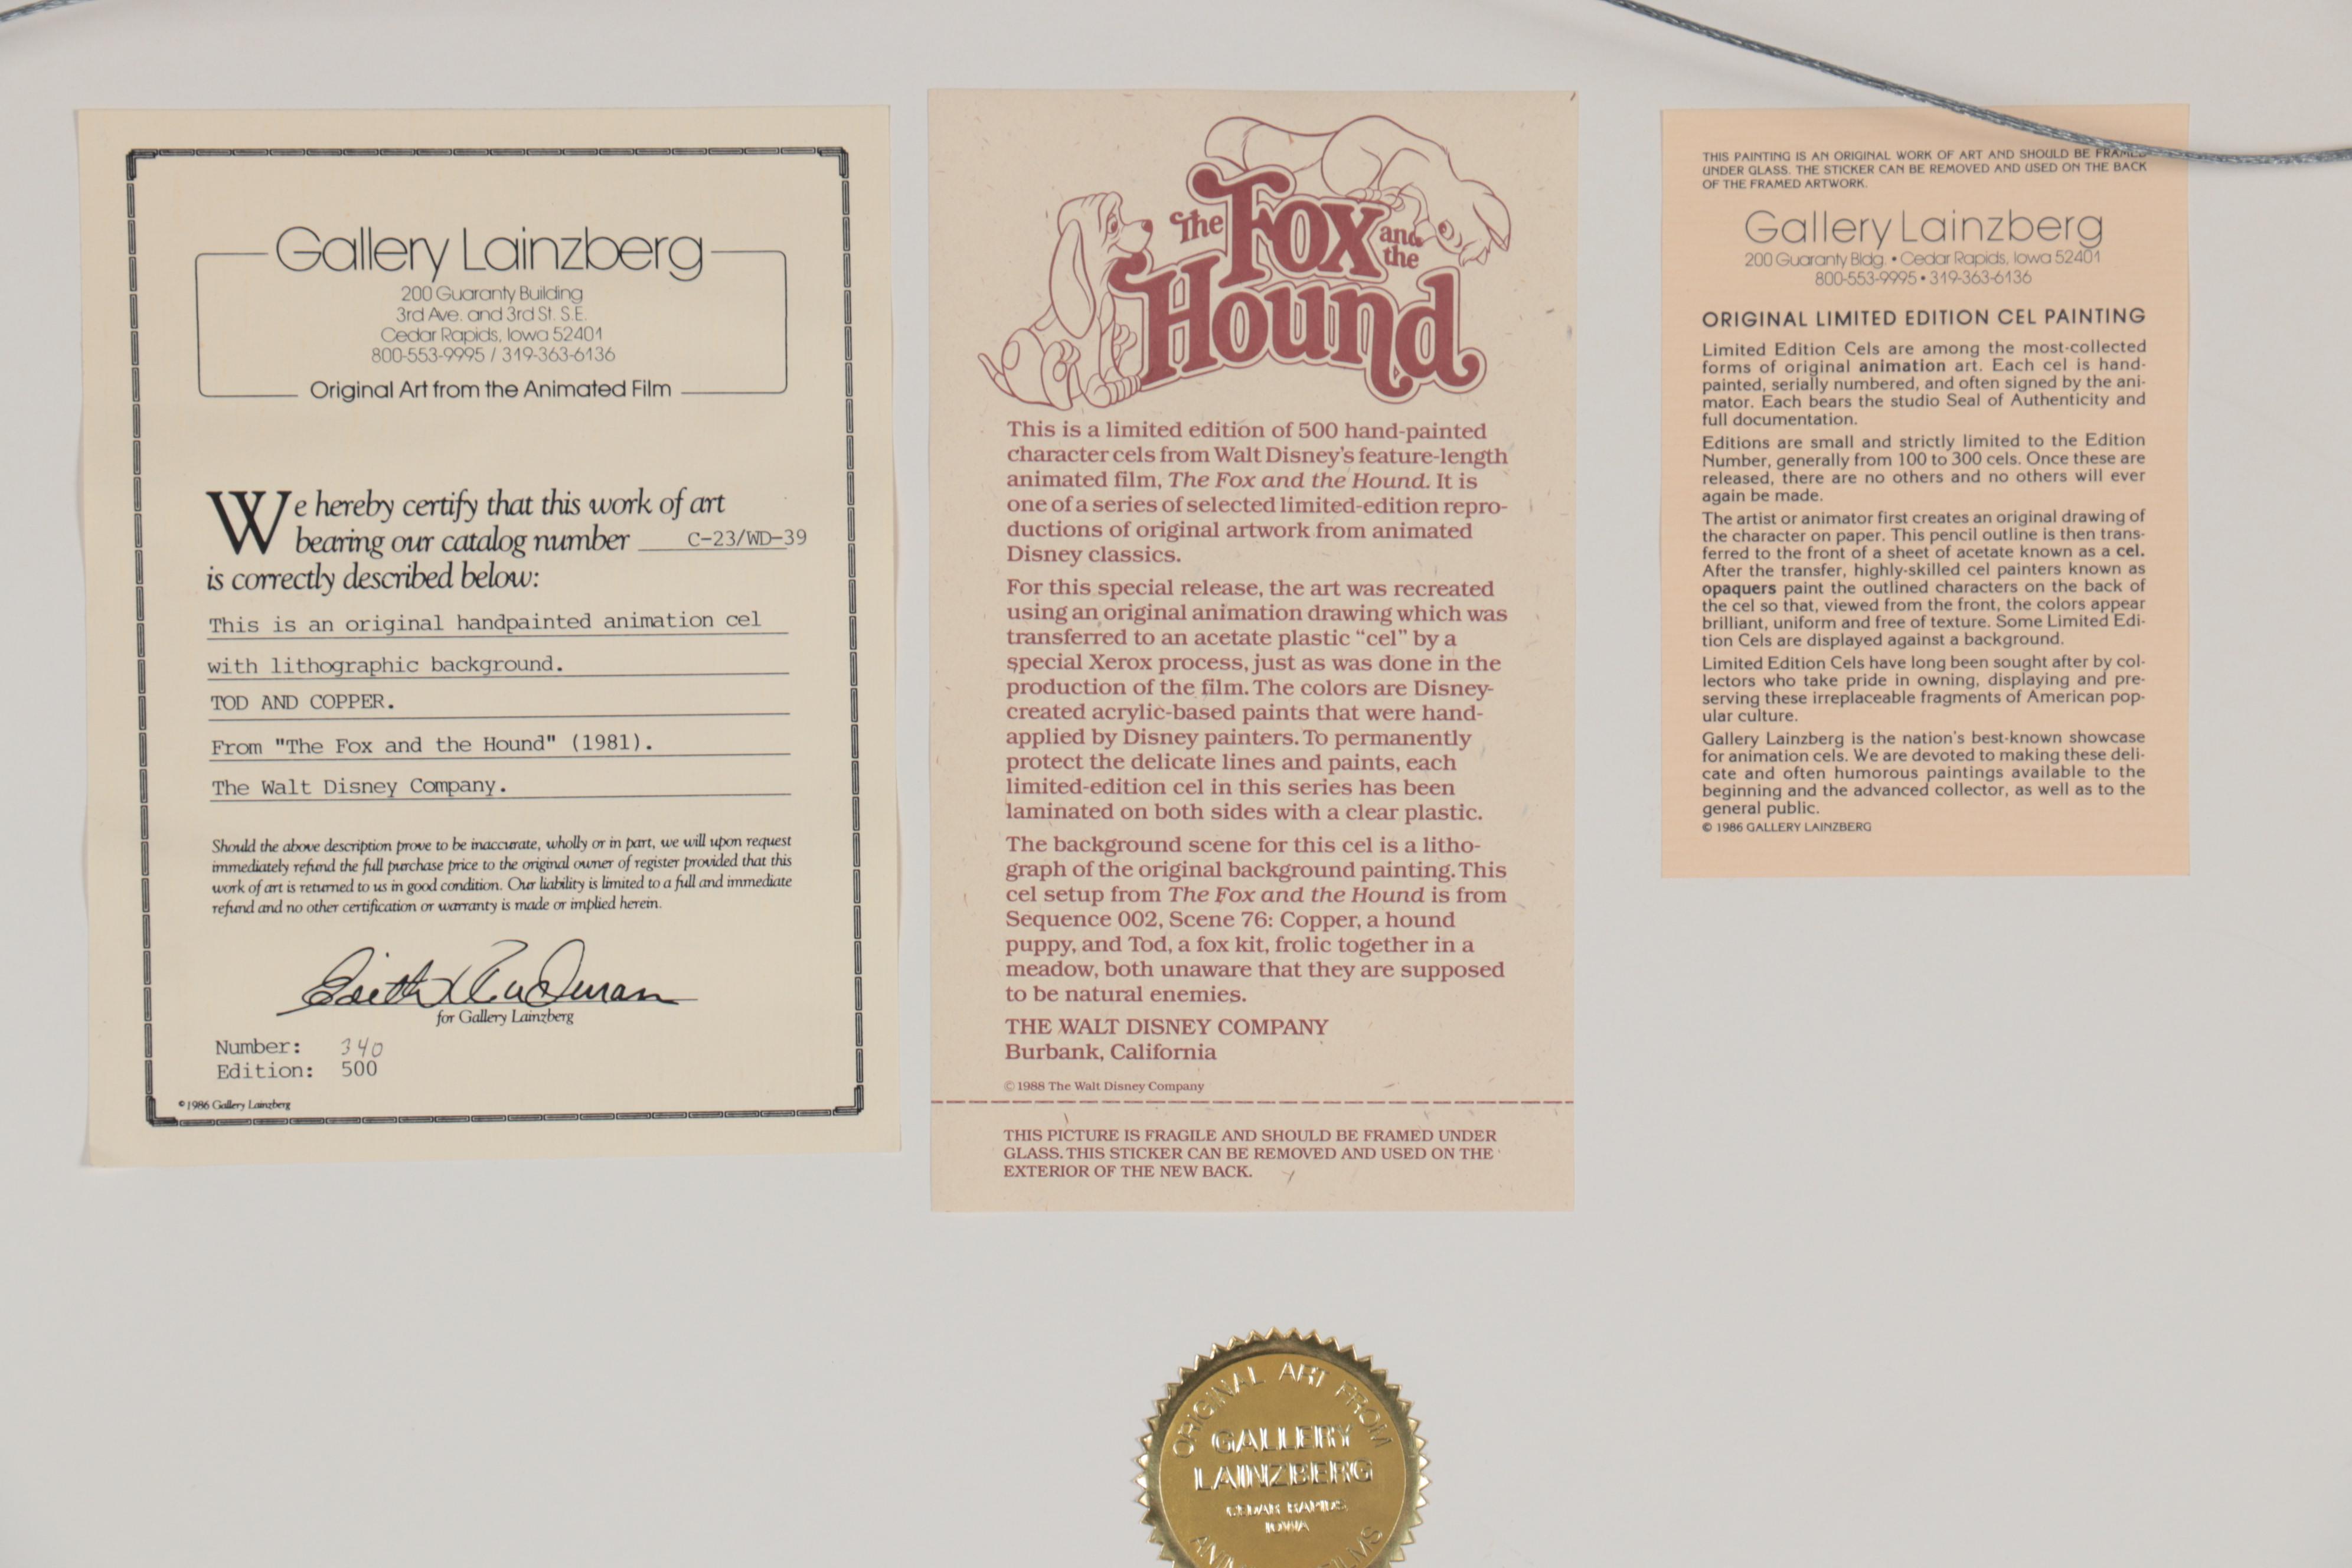 Gallery Lainzberg
200 Guaranty Building
3rd Ave. and 3rd St. S.E.
Cedar Rapids, Iowa 52401
800-553-9995 / 319-363-6136
Original Art from the Animated Film
We hereby certify that this work of art
bearing our catalog number C-23/WD-39
is correctly described below:
This is an original handpainted animation cel
with lithographic background.
TOD AND COPPER.
From "The Fox and the Hound" (1981).
The Walt Disney Company.
Should the above description prove to be inaccurate, wholly or in part, we will upon request
immediately refund the full purchase price to the original owner of register provided that this
work of art is returned to us in good condition. Our liability is limited to a full and immediate
refund and no other certification or warranty is made or implied herein.
for Gallery Lainzberg
Number: 340
Edition: 500
©1986 Gallery Lainzberg
The Fox and the
Hound
This is a limited edition of 500 hand-painted
character cels from Walt Disney's feature-length
animated film, The Fox and the Hound. It is
one of a series of selected limited-edition repro-
ductions of original artwork from animated
Disney classics.
For this special release, the art was recreated
using an original animation drawing which was
transferred to an acetate plastic “cel” by a
special Xerox process, just as was done in the
production of the film. The colors are Disney-
created acrylic-based paints that were hand-
applied by Disney painters. To permanently
protect the delicate lines and paints, each
limited-edition cel in this series has been
laminated on both sides with a clear plastic.
The background scene for this cel is a litho-
graph of the original background painting. This
cel setup from The Fox and the Hound is from
Sequence 002, Scene 76: Copper, a hound
puppy, and Tod, a fox kit, frolic together in a
meadow, both unaware that they are supposed
to be natural enemies.
THE WALT DISNEY COMPANY
Burbank, California
©1988 The Walt Disney Company
THIS PICTURE IS FRAGILE AND SHOULD BE FRAMED UNDER
GLASS. THIS STICKER CAN BE REMOVED AND USED ON THE
EXTERIOR OF THE NEW BACK.
THIS PAINTING IS AN ORIGINAL WORK OF ART AND SHOULD BE FRAMED
UNDER GLASS. THE STICKER CAN BE REMOVED AND USED ON THE BACK
OF THE FRAMED ARTWORK.
Gallery Lainzberg
200 Guaranty Bldg. • Cedar Rapids, Iowa 52401
800-553-9995 • 319-363-6136
ORIGINAL LIMITED EDITION CEL PAINTING
Limited Edition Cels are among the most-collected
forms of original animation art. Each cel is hand-
painted, serially numbered, and often signed by the ani-
mator. Each bears the studio Seal of Authenticity and
full documentation.
Editions are small and strictly limited to the Edition
Number, generally from 100 to 300 cels. Once these are
released, there are no others and no others will ever
again be made.
The artist or animator first creates an original drawing of
the character on paper. This pencil outline is then trans-
ferred to the front of a sheet of acetate known as a cel.
After the transfer, highly-skilled cel painters known as
opaquers paint the outlined characters on the back of
the cel so that, viewed from the front, the colors appear
brilliant, uniform and free of texture. Some Limited Edi-
tion Cels are displayed against a background.
Limited Edition Cels have long been sought after by col-
lectors who take pride in owning, displaying and pre-
serving these irreplaceable fragments of American pop-
ular culture.
Gallery Lainzberg is the nation's best-known showcase
for animation cels. We are devoted to making these deli-
cate and often humorous paintings available to the
beginning and the advanced collector, as well as to the
general public.
© 1986 GALLERY LAINZBERG
ORIGINAL ART FROM
GALLERY
LAINZBERG
CEDAR RAPIDS
IOWA